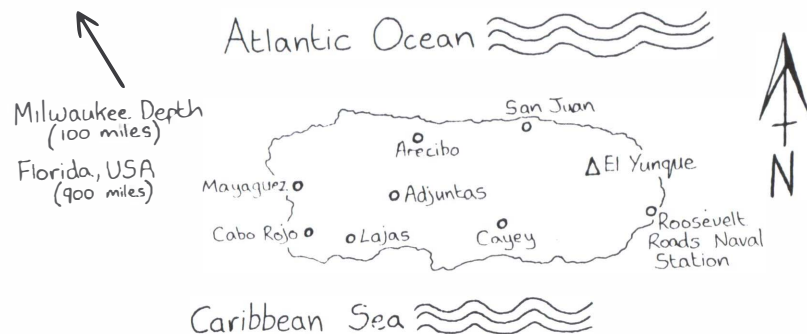 Atlantic Ocean
Milwaukee Depth
(100 miles)
Florida, USA
(900 miles)
San Juan
Arecibo
El Yunque
N
Mayaguez
Adjuntas
Cabo Rojo
Lajas
Cayey
Roosevelt
Roads Naval
Station
Caribbean Sea